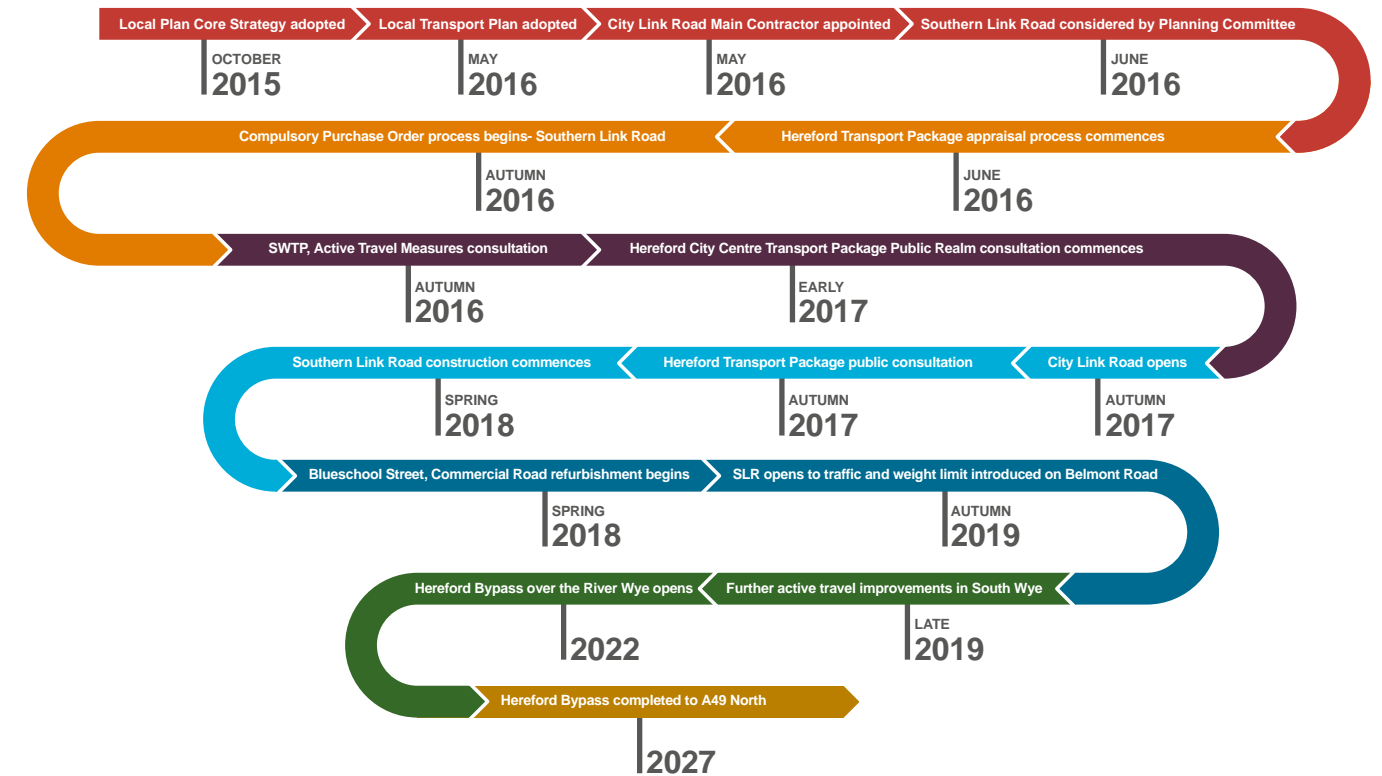 Local Plan Core Strategy adopted
OCTOBER
2015
Local Transport Plan adopted
MAY
2016
City Link Road Main Contractor appointed
MAY
2016
Southern Link Road considered by Planning Committee
JUNE
2016
Hereford Transport Package appraisal process commences
JUNE
2016
Compulsory Purchase Order process begins- Southern Link Road
AUTUMN
2016
SWTP, Active Travel Measures consultation
AUTUMN
2016
Hereford City Centre Transport Package Public Realm consultation commences
EARLY
2017
City Link Road opens
AUTUMN
2017
Hereford Transport Package public consultation
AUTUMN
2017
Southern Link Road construction commences
SPRING
2018
Blueschool Street, Commercial Road refurbishment begins
SPRING
2018
SLR opens to traffic and weight limit introduced on Belmont Road
AUTUMN
2019
Further active travel improvements in South Wye
LATE
2019
Hereford Bypass over the River Wye opens
2022
Hereford Bypass completed to A49 North
2027